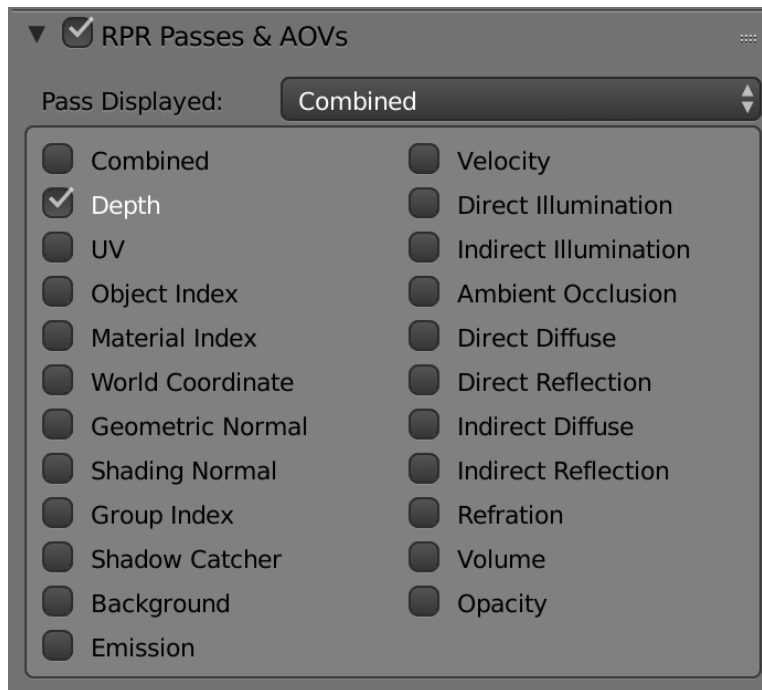 RPR Passes & AOVs
Pass Displayed: Combined
Combined
Depth
UV
Object Index
Material Index
World Coordinate
Geometric Normal
Shading Normal
Group Index
Shadow Catcher
Background
Emission
Velocity
Direct Illumination
Indirect Illumination
Ambient Occlusion
Direct Diffuse
Direct Reflection
Indirect Diffuse
Indirect Reflection
Refration
Volume
Opacity